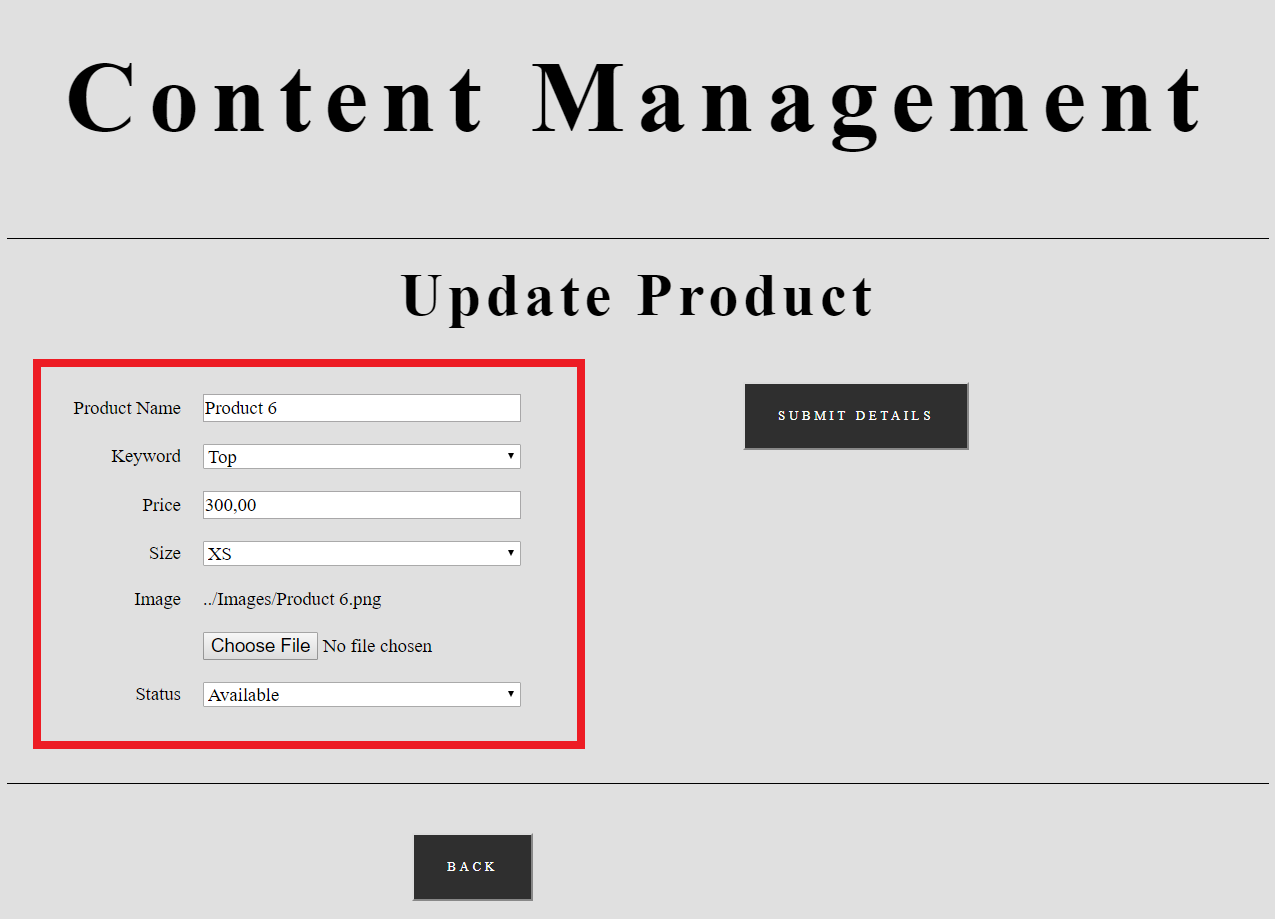 Content Management
Update Product
Product Name Product 6
SUBMIT DETAILS
Keyword Top
Price 300,00
Size XS
Image ../Images/Product 6.png
Choose File No file chosen
Status Available
BACK